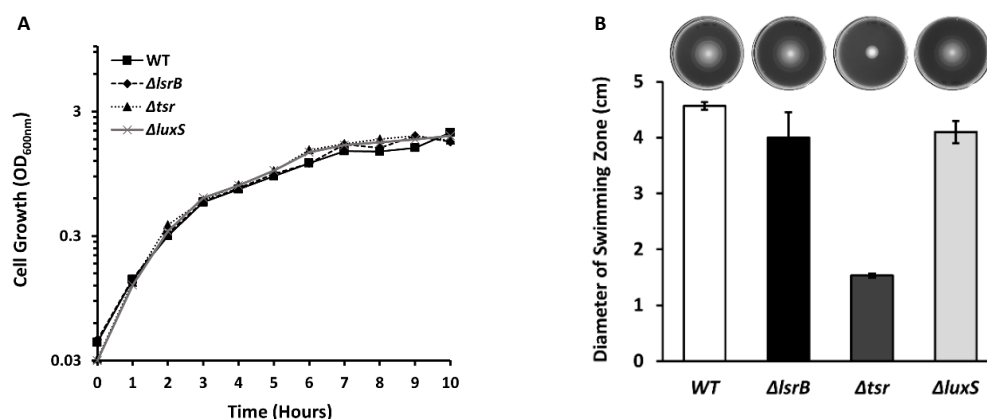 A
WT
ΔlsrB
Δtsr
ΔluxS
Cell Growth (OD600nm)
3
0.3
0.03
0 1 2 3 4 5 6 7 8 9 10
Time (Hours)
B
Diameter of Swimming Zone (cm)
5
4
3
2
1
0
WT ΔlsrB Δtsr ΔluxS